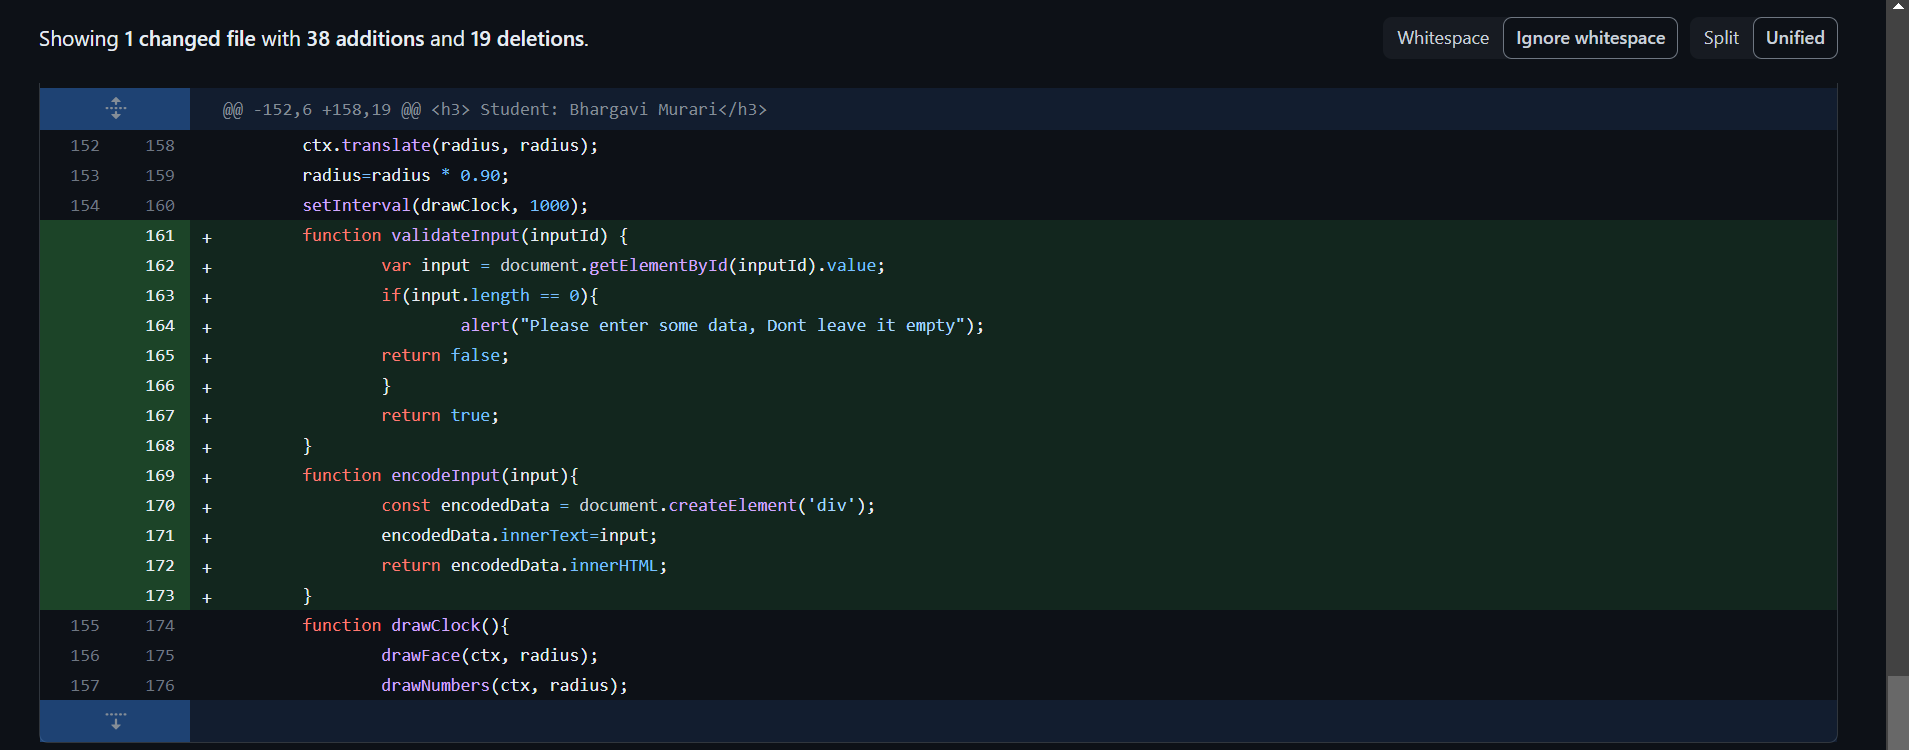 Showing 1 changed file with 38 additions and 19 deletions.
Whitespace Ignore whitespace Split Unified
@@ -152,6 +158,19 @@ <h3> Student: Bhargavi Murari</h3>
152 158 ctx.translate(radius, radius);
153 159 radius=radius * 0.90;
154 160 setInterval(drawClock, 1000);
161 + function validateInput(inputId) {
162 + var input = document.getElementById(inputId).value;
163 + if(input.length == 0){
164 + alert("Please enter some data, Dont leave it empty");
165 + return false;
166 + }
167 + return true;
168 + }
169 + function encodeInput(input){
170 + const encodedData = document.createElement('div');
171 + encodedData.innerText=input;
172 + return encodedData.innerHTML;
173 + }
155 174 function drawClock(){
156 175 drawFace(ctx, radius);
157 176 drawNumbers(ctx, radius);